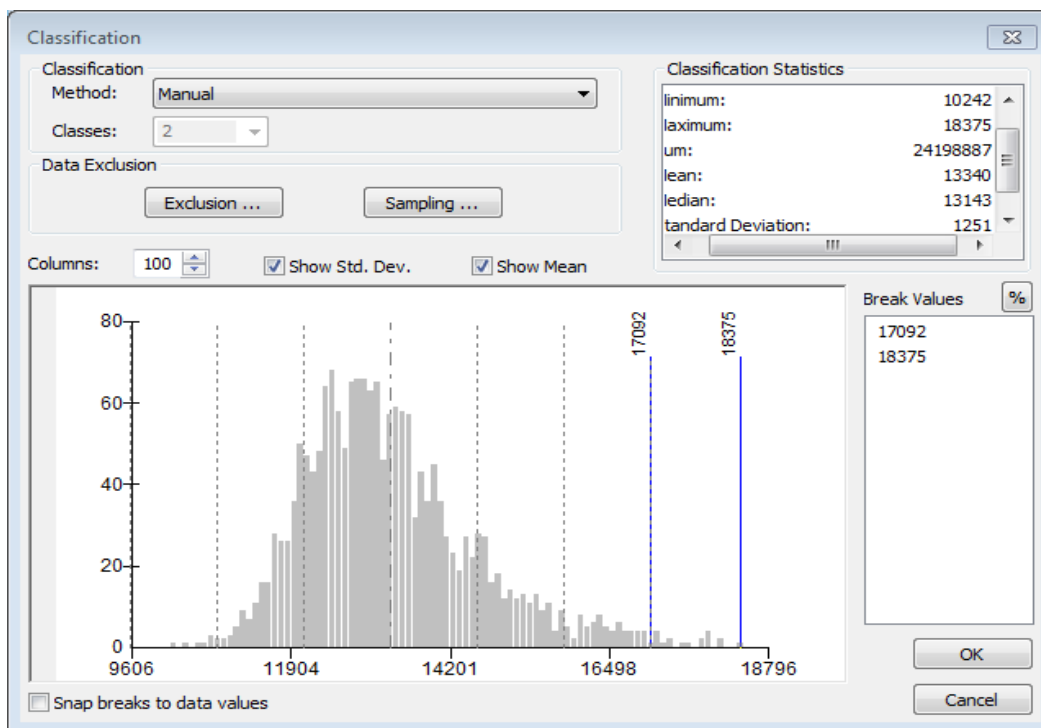 Classification
Classification
Method: Manual
Classes: 2
Data Exclusion
Exclusion ... Sampling ...
Classification Statistics
linimum: 10242
laximum: 18375
um: 24198887
lean: 13340
ledian: 13143
tandard Deviation: 1251
Columns: 100 Show Std. Dev. Show Mean
Break Values %
17092
18375
80
60
40
20
0
9606 11904 14201 16498 18796
17092
18375
OK
Cancel
Snap breaks to data values